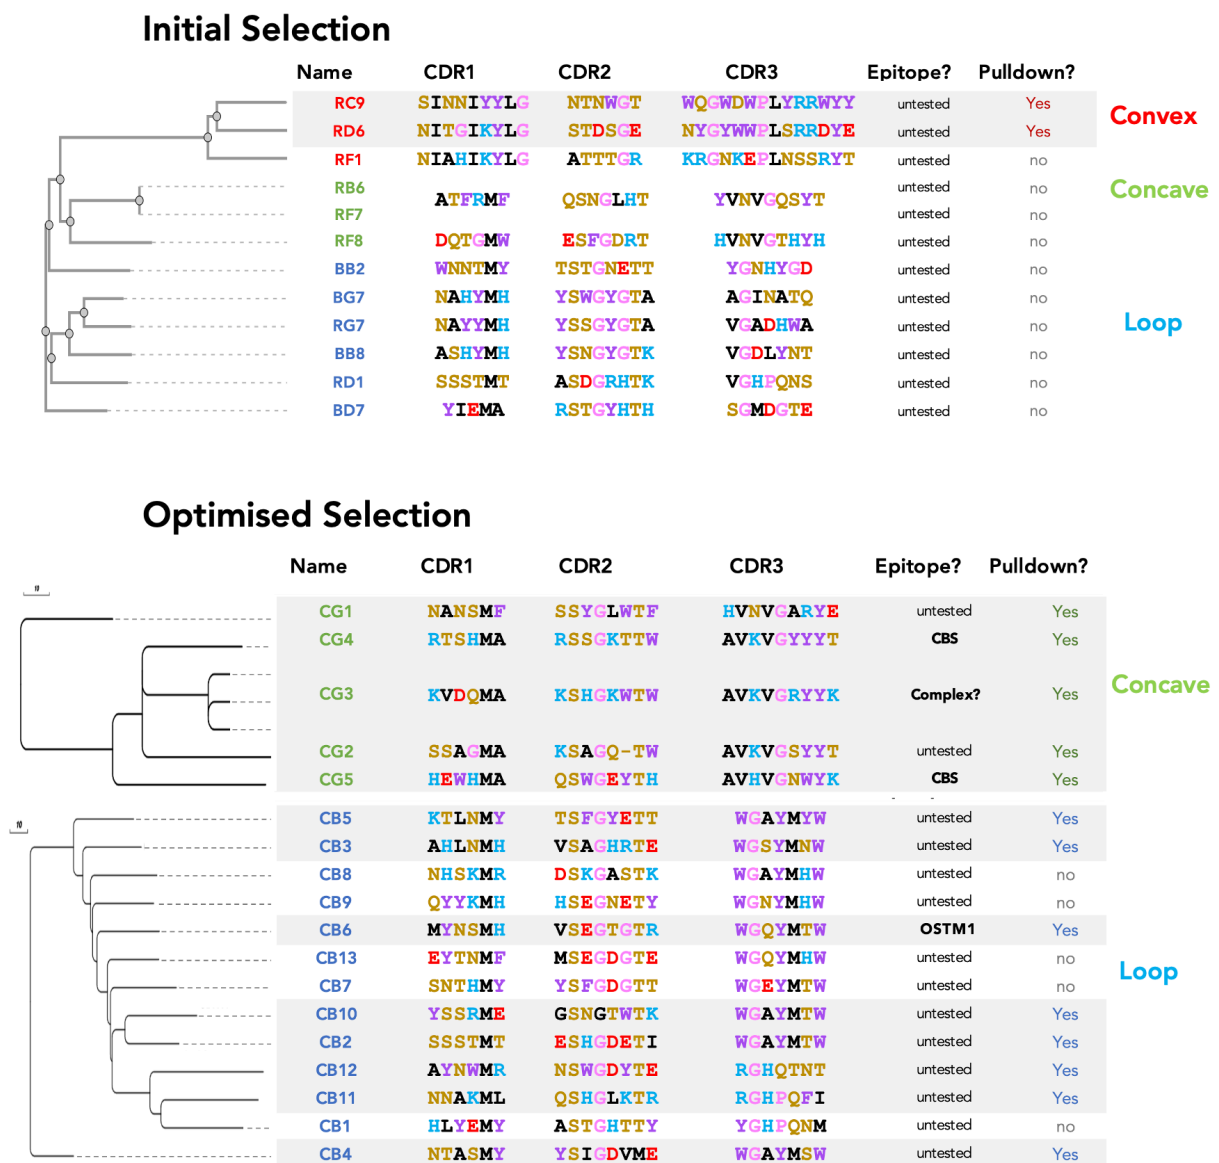 Initial Selection
Name CDR1 CDR2 CDR3 Epitope? Pulldown?
RC9 SINNIYYLG NTNWGT WQGWDWPLYRRWYY untested Yes
Convex
RD6 NITGIKYLG STDSGE NYGYWWPLSRRDYE untested Yes
RF1 NIAHIKYLG ATTTGR KRGNKEPLNSSRYT untested no
RB6 untested no
Concave
ATFRMF QSNGLHT YVNVGQSYT
RF7 untested no
RF8 DQTGMW ESFGDRT HVNVGTHYH untested no
BB2 WNNTMY TSTGNETT YGNHYGD untested no
BG7 NAHYMH YSWGYGTA AGINATQ untested no
RG7 NAYYMH YSSGYGTA VGADHWA untested no
Loop
BB8 ASHYMH YSNGYGTK VGDLYNT untested no
RD1 SSSTMT ASDGRHTK VGHPQNS untested no
BD7 YIEMA RSTGYHTH SGMDGTE untested no
Optimised Selection
Name CDR1 CDR2 CDR3 Epitope? Pulldown?
CG1 NANSMF SSYGLWTF HVNVGARYE untested Yes
CG4 RTSHMA RSSGKTTW AVKVGYYYT CBS Yes
CG3 KVDQMA KSHGKWTW AVKVGRYYK Complex? Yes
Concave
CG2 SSAGMA KSAGQ-TW AVKVGSYYT untested Yes
CG5 HEWHMA QSWGEYTH AVHVGNWYK CBS Yes
CB5 KTLNMY TSFGYETT WGAYMYW untested Yes
CB3 AHLNMH VSAGHRTE WGSYMNW untested Yes
CB8 NHSKMR DSKGASTK WGAYMHW untested no
CB9 QYYKMH HSEGNETY WGNYMHW untested no
CB6 MYNSMH VSEGTGTR WGQYMTW OSTM1 Yes
CB13 EYTNMF MSEGDGTE WGQYMHW untested no
Loop
CB7 SNTHMY YSFGDGTT WGEYMTW untested no
CB10 YSSRME GSNGTWTK WGAYMTW untested Yes
CB2 SSSTMT ESHGDETI WGAYMTW untested Yes
CB12 AYNWMR NSWGDYTE RGHQTNT untested Yes
CB11 NNAKML QSHGLKTR RGHPQFI untested Yes
CB1 HLYEMY ASTGHTTY YGHPQNM untested no
CB4 NTASMY YSIGDVME WGAYMSW untested Yes